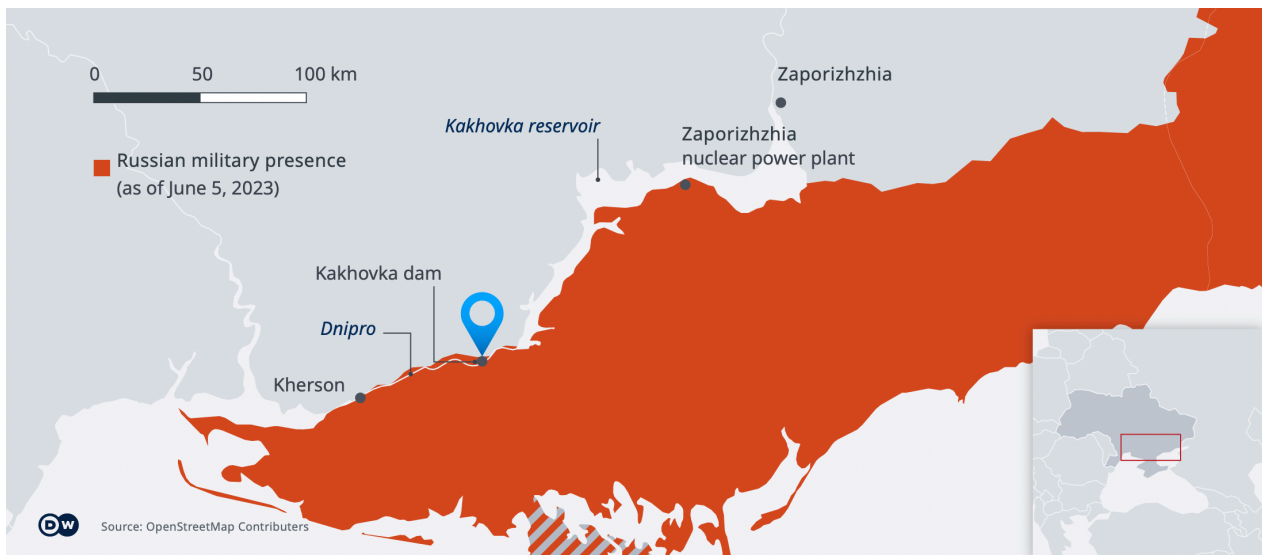 0 50 100 km
Zaporizhzhia
Kakhovka reservoir
Zaporizhzhia
nuclear power plant
Russian military presence
(as of June 5, 2023)
Kakhovka dam
Dnipro
Kherson
DW
Source: OpenStreetMap Contributers